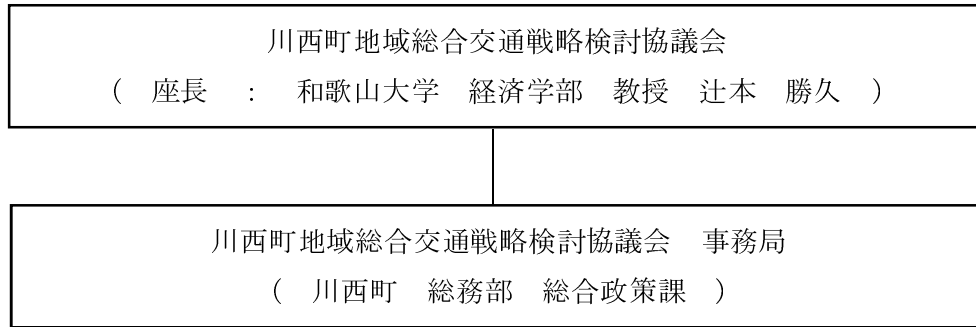 川西町地域総合交通戦略検討協議会
（　座長　：　和歌山大学　経済学部　教授　辻本　勝久　）
川西町地域総合交通戦略検討協議会　事務局
（　川西町　総務部　総合政策課　）